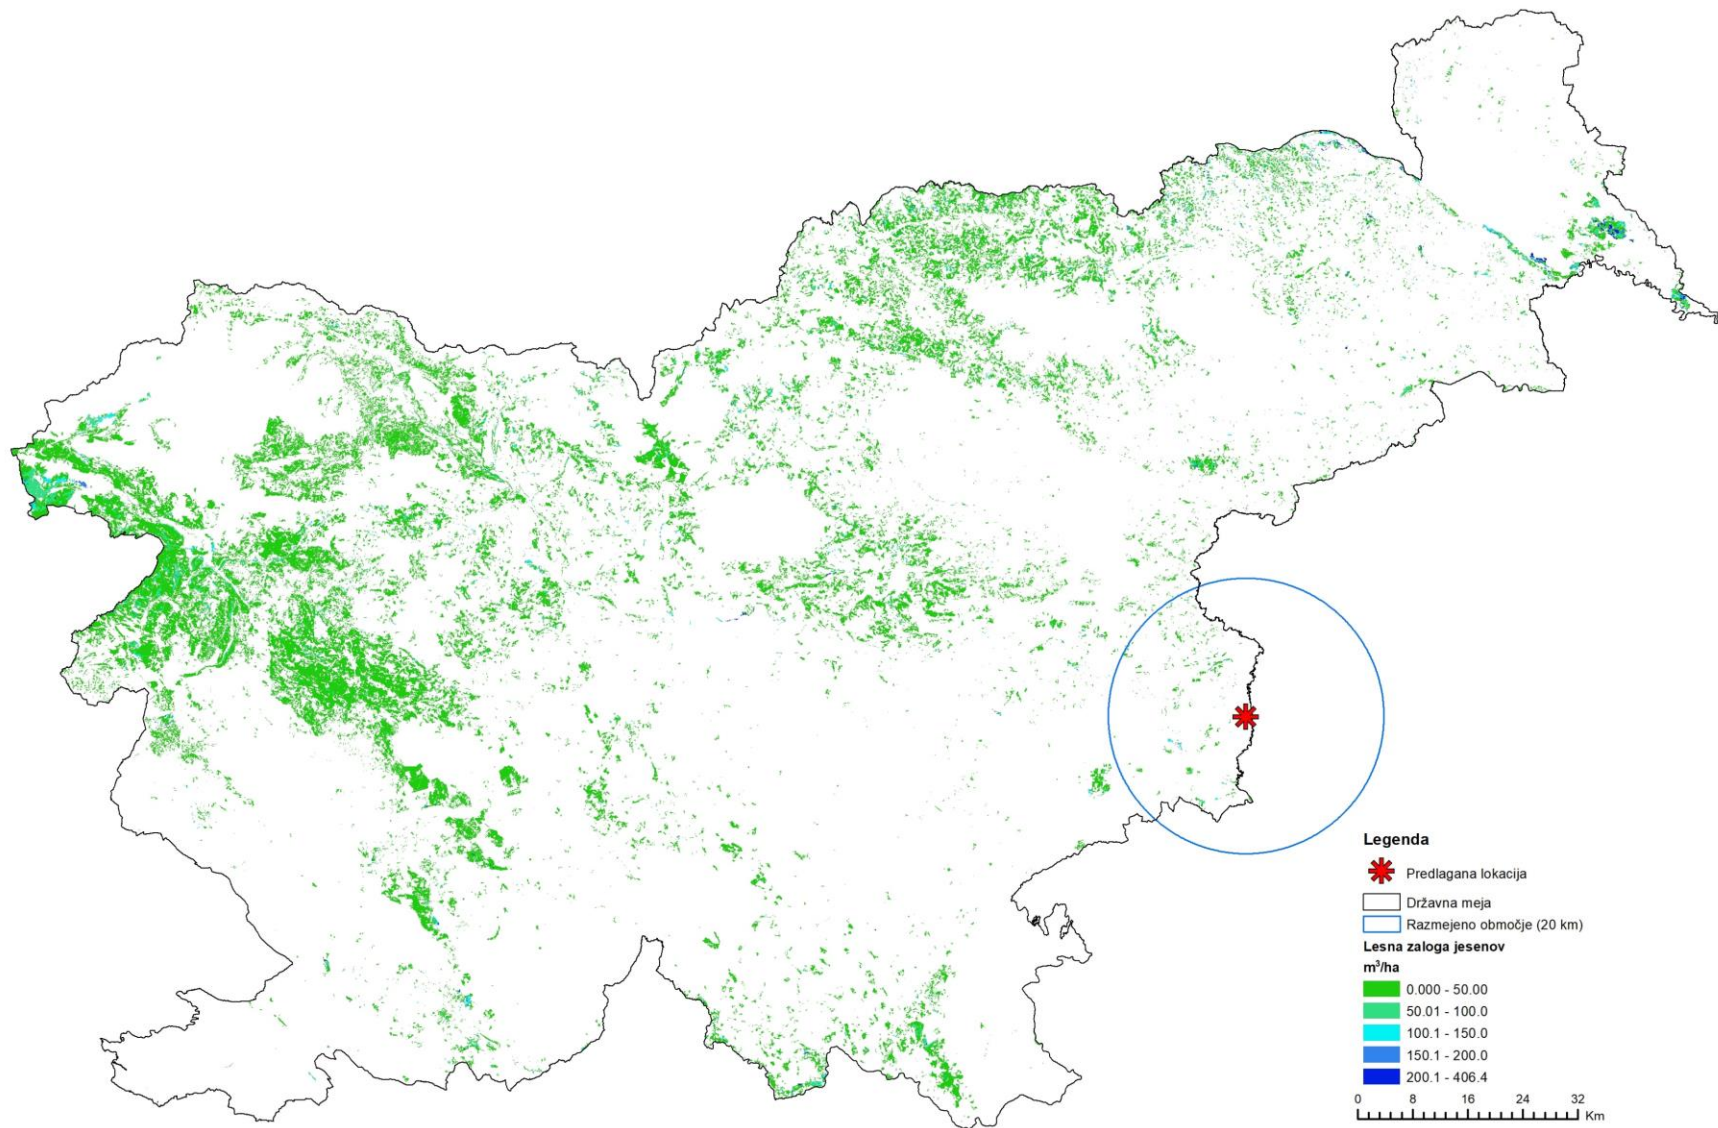 Legenda
Predlagana lokacija
Državna meja
Razmejeno območje (20 km)
Lesna zaloga jesenov
m³/ha
0.000 - 50.00
50.01 - 100.0
100.1 - 150.0
150.1 - 200.0
200.1 - 406.4
0 8 16 24 32
Km